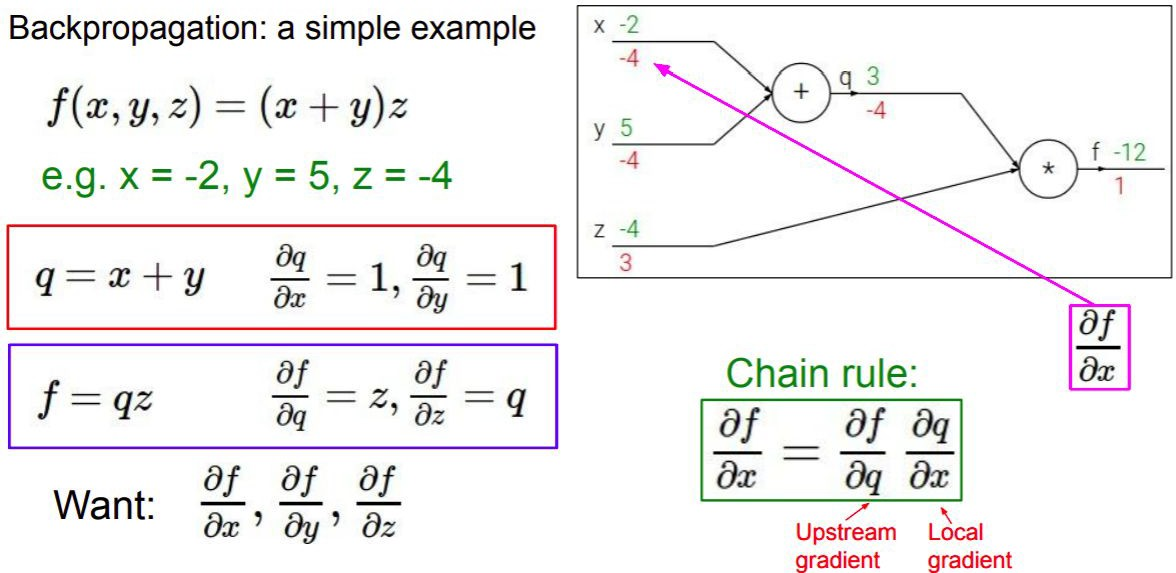 Backpropagation: a simple example
f(x, y, z) = (x + y)z
e.g. x = -2, y = 5, z = -4
q = x + y    ∂q/∂x = 1, ∂q/∂y = 1
f = qz    ∂f/∂q = z, ∂f/∂z = q
Want: ∂f/∂x, ∂f/∂y, ∂f/∂z
x -2
-4
y 5
-4
z -4
3
+
q 3
-4
*
f -12
1
∂f/∂x
Chain rule:
∂f/∂x = ∂f/∂q ∂q/∂x
Upstream gradient
Local gradient